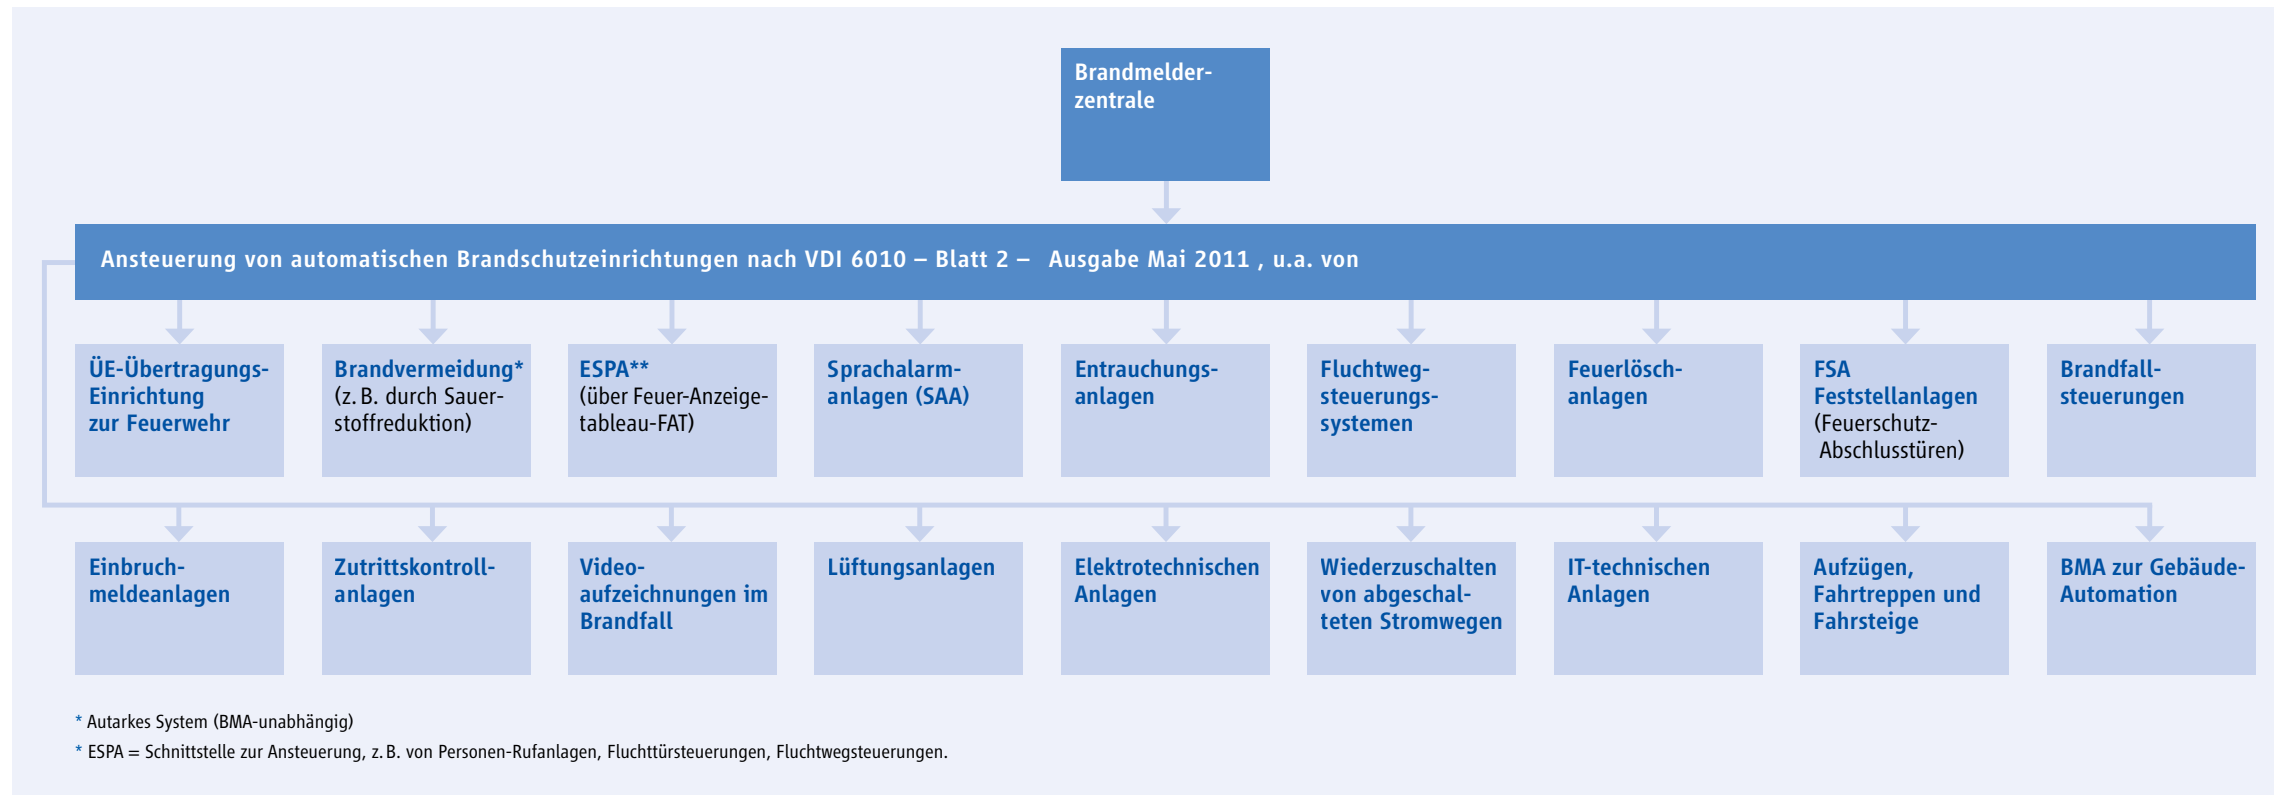 Brandmelder-
zentrale
Ansteuerung von automatischen Brandschutzeinrichtungen nach VDI 6010 – Blatt 2 – Ausgabe Mai 2011 , u.a. von
ÜE-Übertragungs-
Einrichtung
zur Feuerwehr
Brandvermeidung*
(z. B. durch Sauer-
stoffreduktion)
ESPA**
(über Feuer-Anzeige-
tableau-FAT)
Sprachalarm-
anlagen (SAA)
Entrauchungs-
anlagen
Fluchtweg-
steuerungs-
systemen
Feuerlösch-
anlagen
FSA
Feststellanlagen
(Feuerschutz-
Abschlusstüren)
Brandfall-
steuerungen
Einbruch-
meldeanlagen
Zutrittskontroll-
anlagen
Video-
aufzeichnungen im
Brandfall
Lüftungsanlagen
Elektrotechnischen
Anlagen
Wiederzuschalten
von abgeschal-
teten Stromwegen
IT-technischen
Anlagen
Aufzügen,
Fahrtreppen und
Fahrsteige
BMA zur Gebäude-
Automation
* Autarkes System (BMA-unabhängig)
* ESPA = Schnittstelle zur Ansteuerung, z. B. von Personen-Rufanlagen, Fluchttürsteuerungen, Fluchtwegsteuerungen.